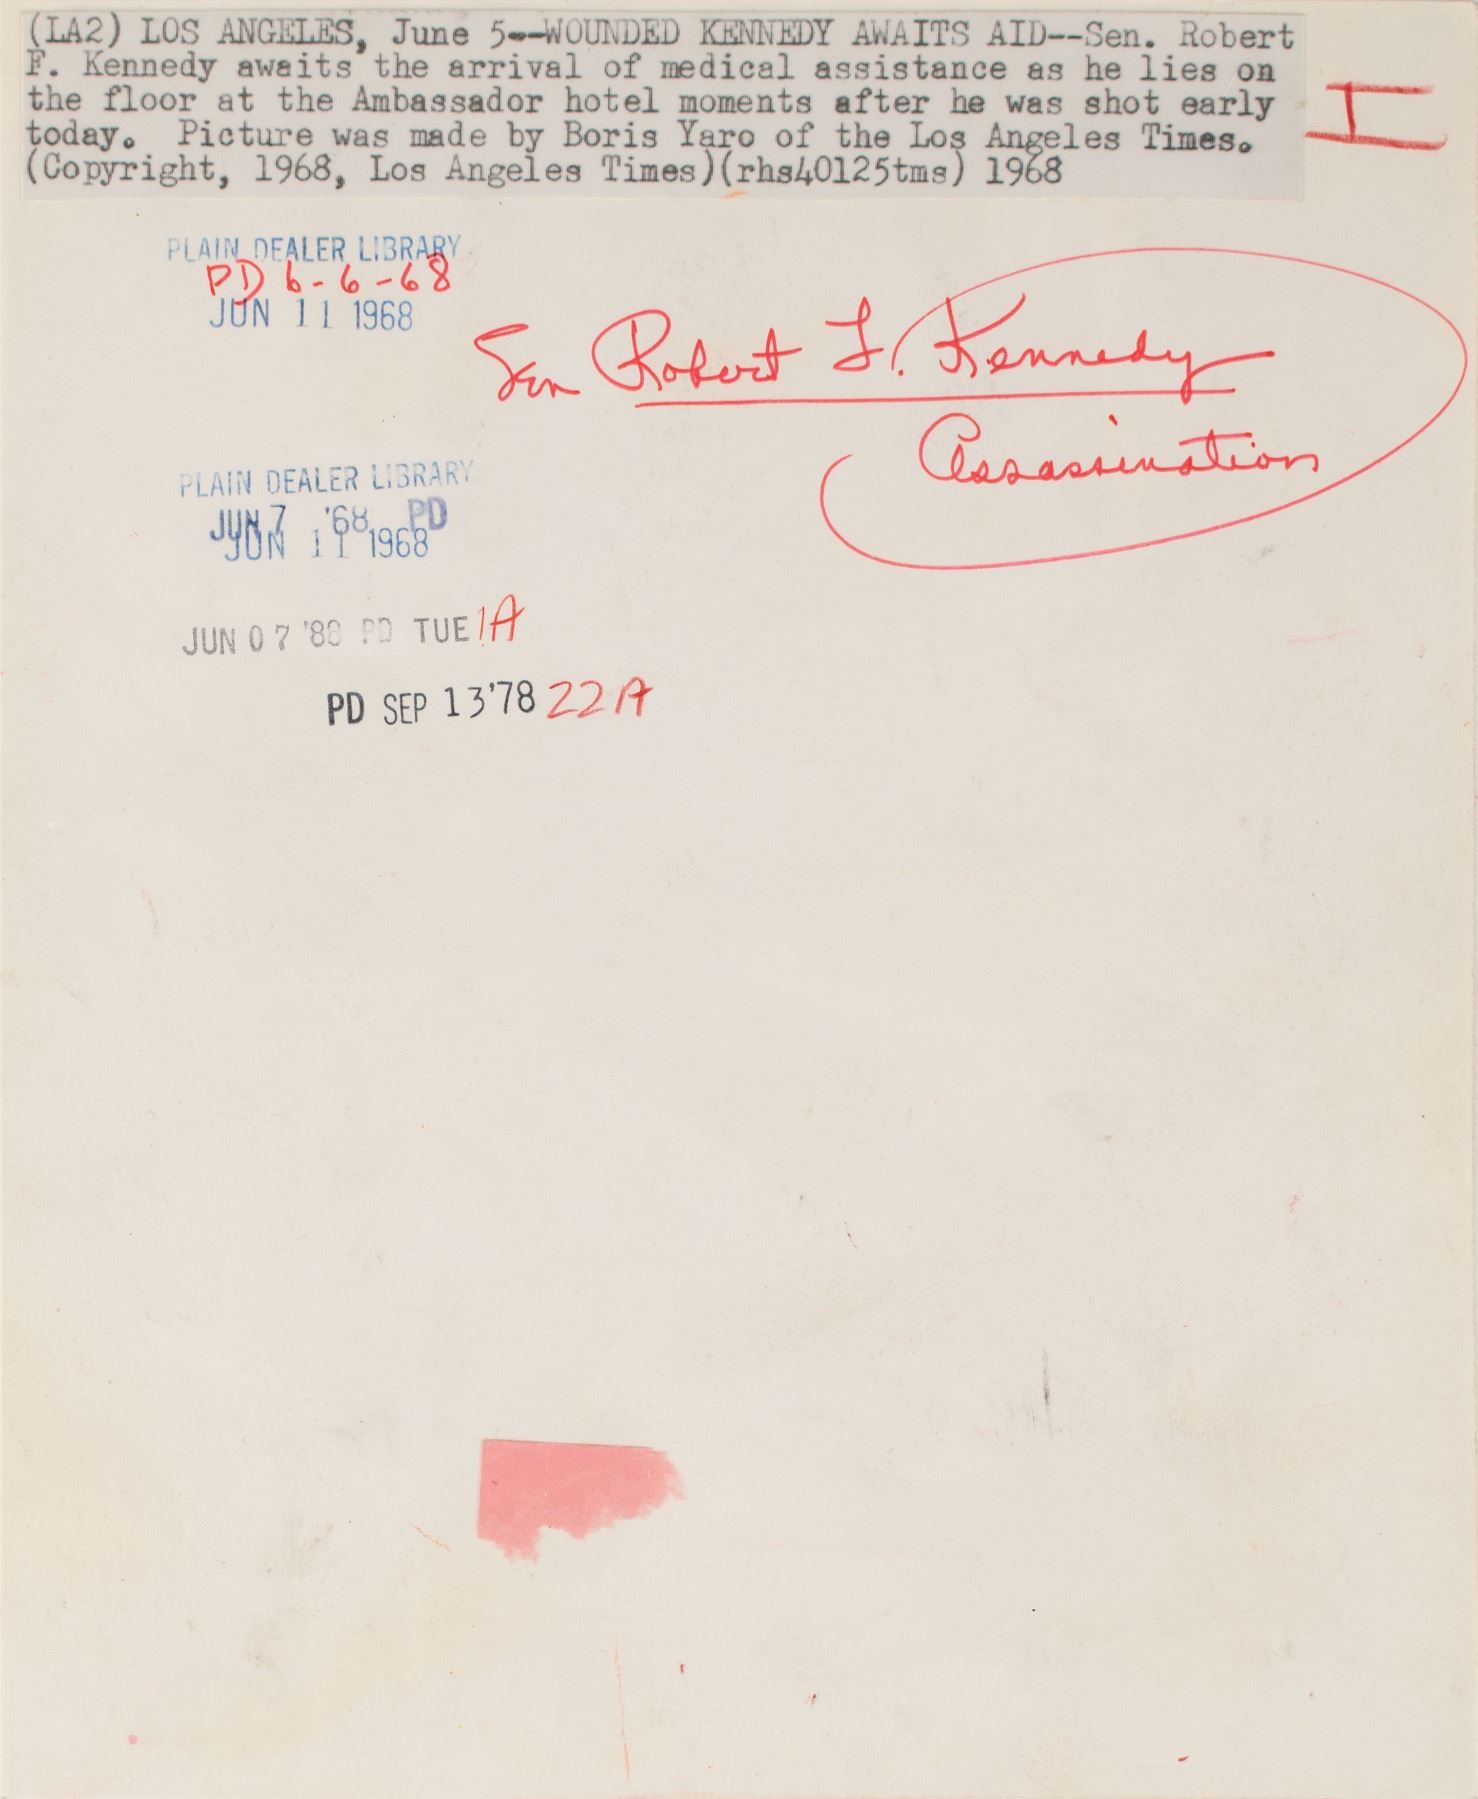 (LA2) LOS ANGELES, June 5--WOUNDED KENNEDY AWAITS AID--Sen. Robert
F. Kennedy awaits the arrival of medical assistance as he lies on
the floor at the Ambassador hotel moments after he was shot early
today. Picture was made by Boris Yaro of the Los Angeles Times.
(Copyright, 1968, Los Angeles Times)(rhs40125tms) 1968
I
PLAIN DEALER LIBRARY
PD 6-6-68
JUN 11 1968
Sen Robert F. Kennedy
Assassination
PLAIN DEALER LIBRARY
JUN 7 '68 PD
JUN 11 1968
JUN 07 '88 PD TUE 1A
PD SEP 13 '78 22A